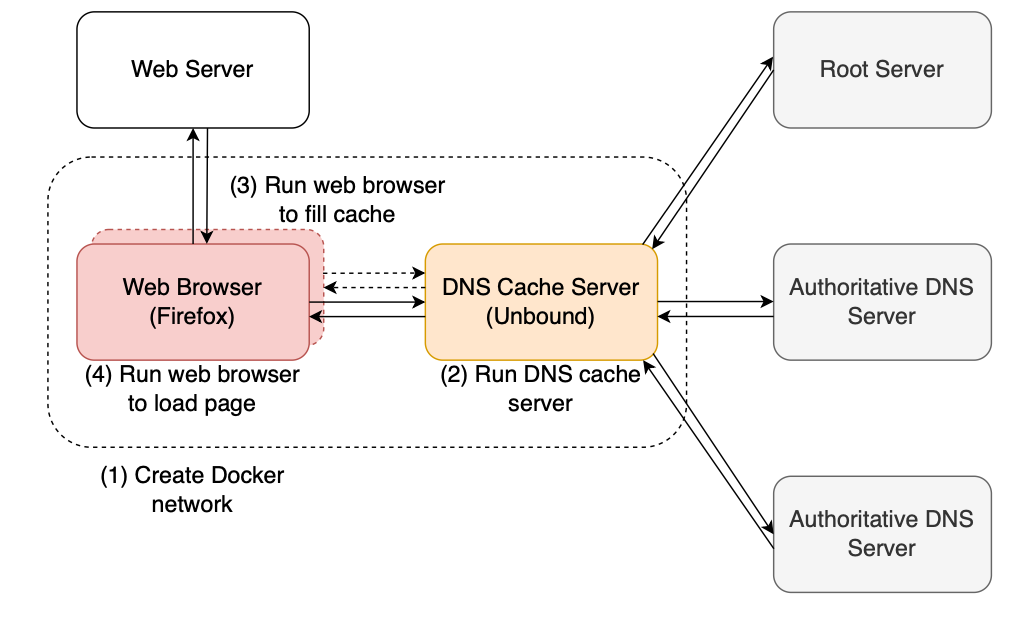 Web Server
Root Server
(3) Run web browser
to fill cache
Web Browser
(Firefox)
DNS Cache Server
(Unbound)
Authoritative DNS
Server
(4) Run web browser
to load page
(2) Run DNS cache
server
(1) Create Docker
network
Authoritative DNS
Server